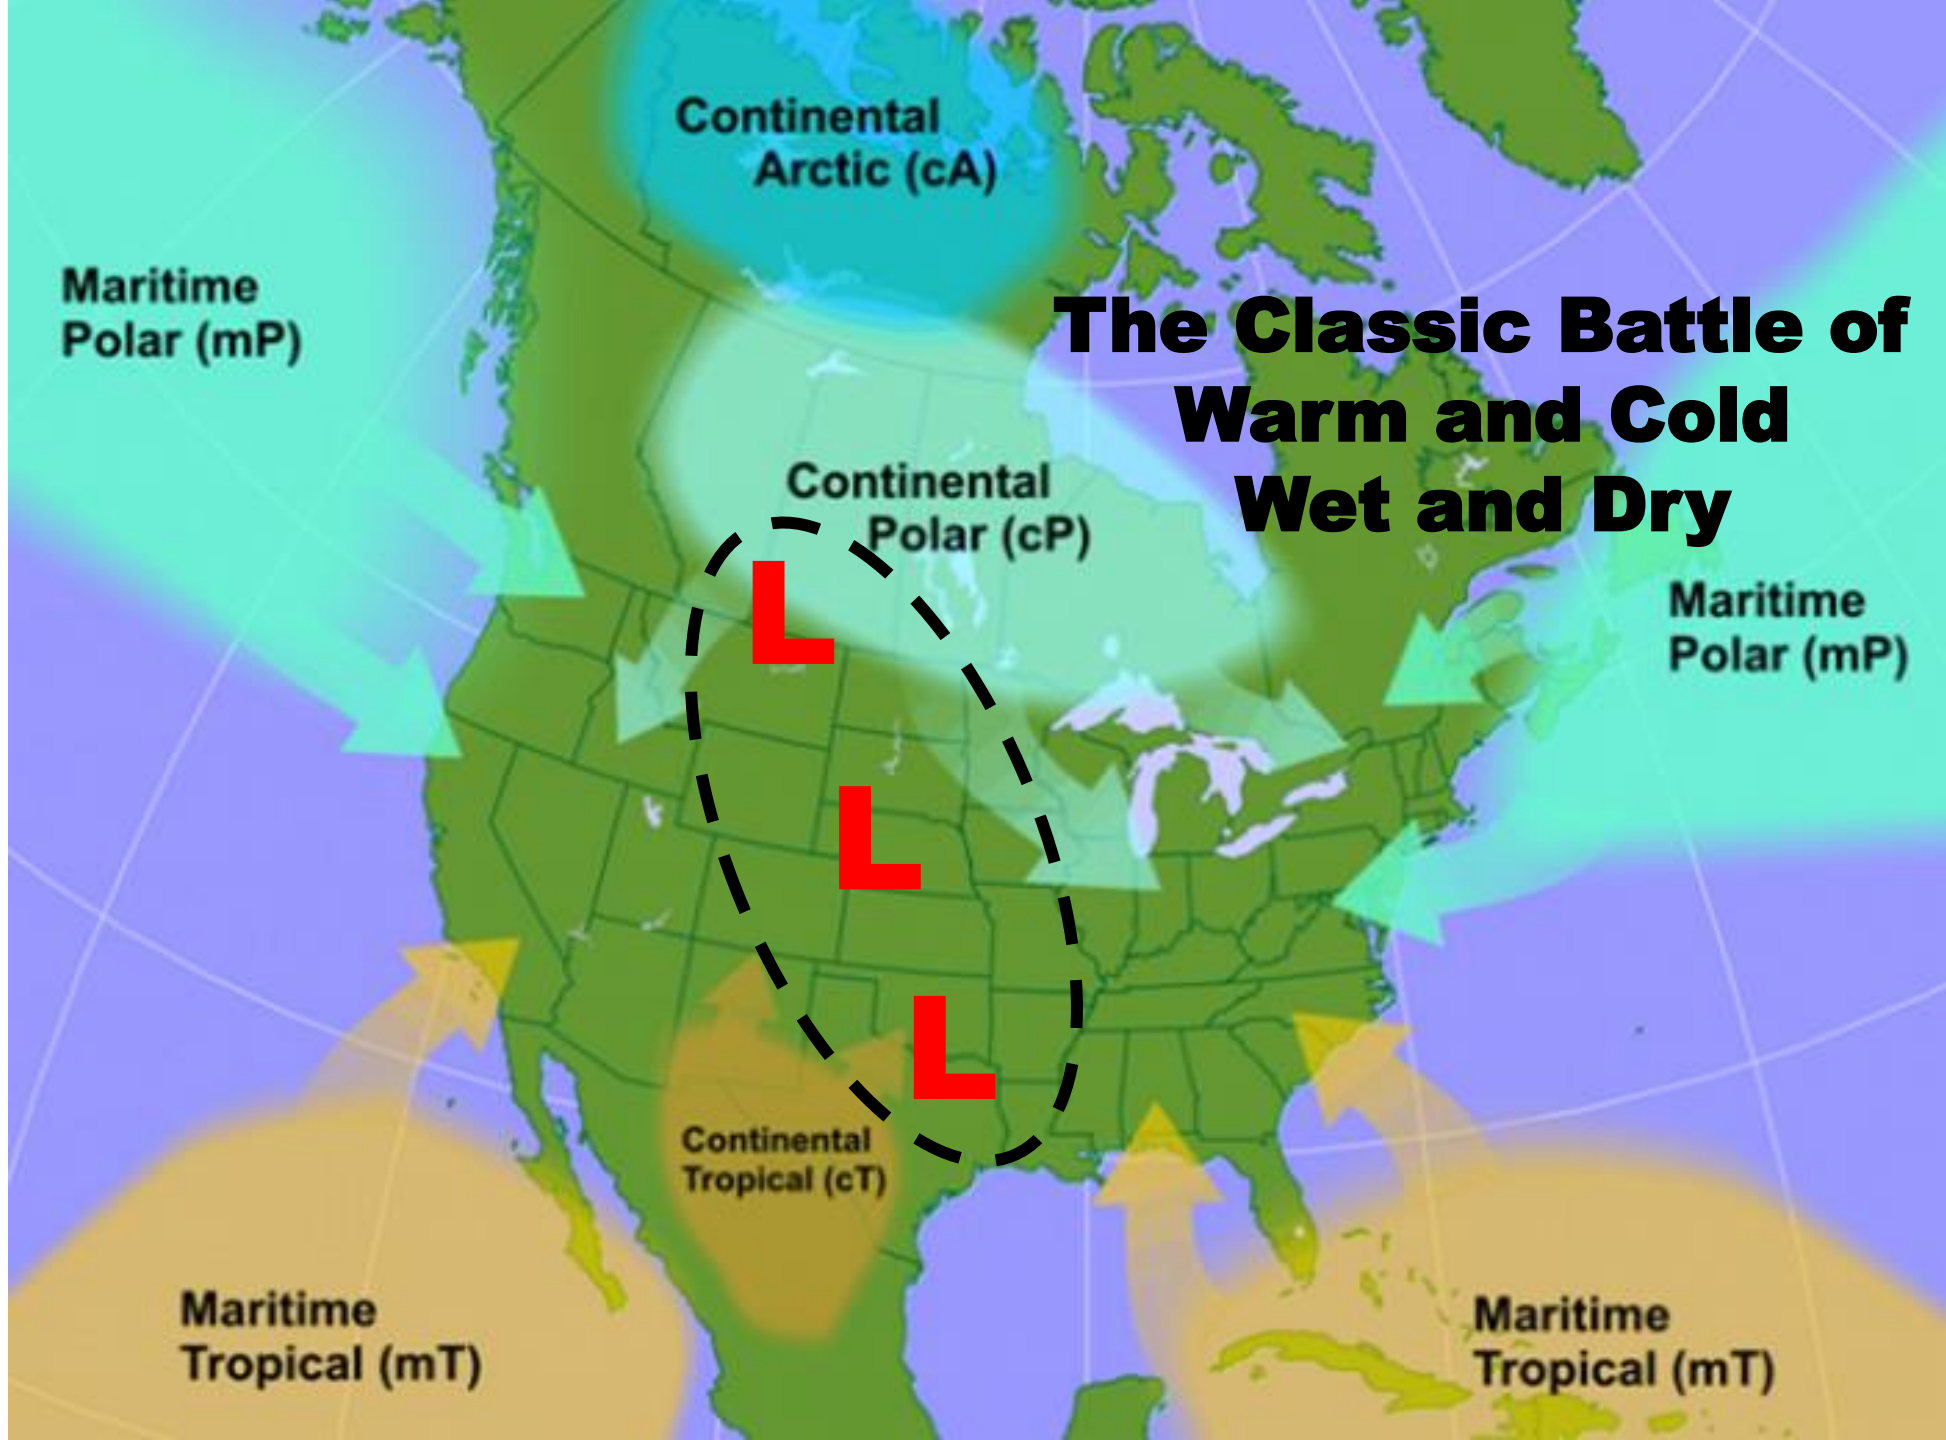 Continental
Arctic (cA)
Maritime
Polar (mP)
The Classic Battle of
Warm and Cold
Wet and Dry
Continental
Polar (cP)
Maritime
Polar (mP)
L
L
L
Continental
Tropical (cT)
Maritime
Tropical (mT)
Maritime
Tropical (mT)